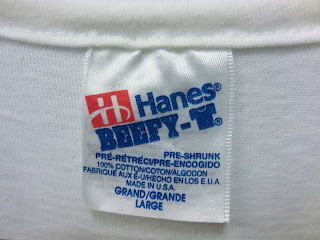 H Hanes®
BEEFY-T®
PRE-SHRUNK
PRÉ-RÉTRÉCI/PRE-ENCOGIDO
100% COTTON/COTON/ALGODON
FABRIQUE AUX É-U/HECHO EN LOS E.U.A.
MADE IN U.S.A.
GRAND/GRANDE
LARGE